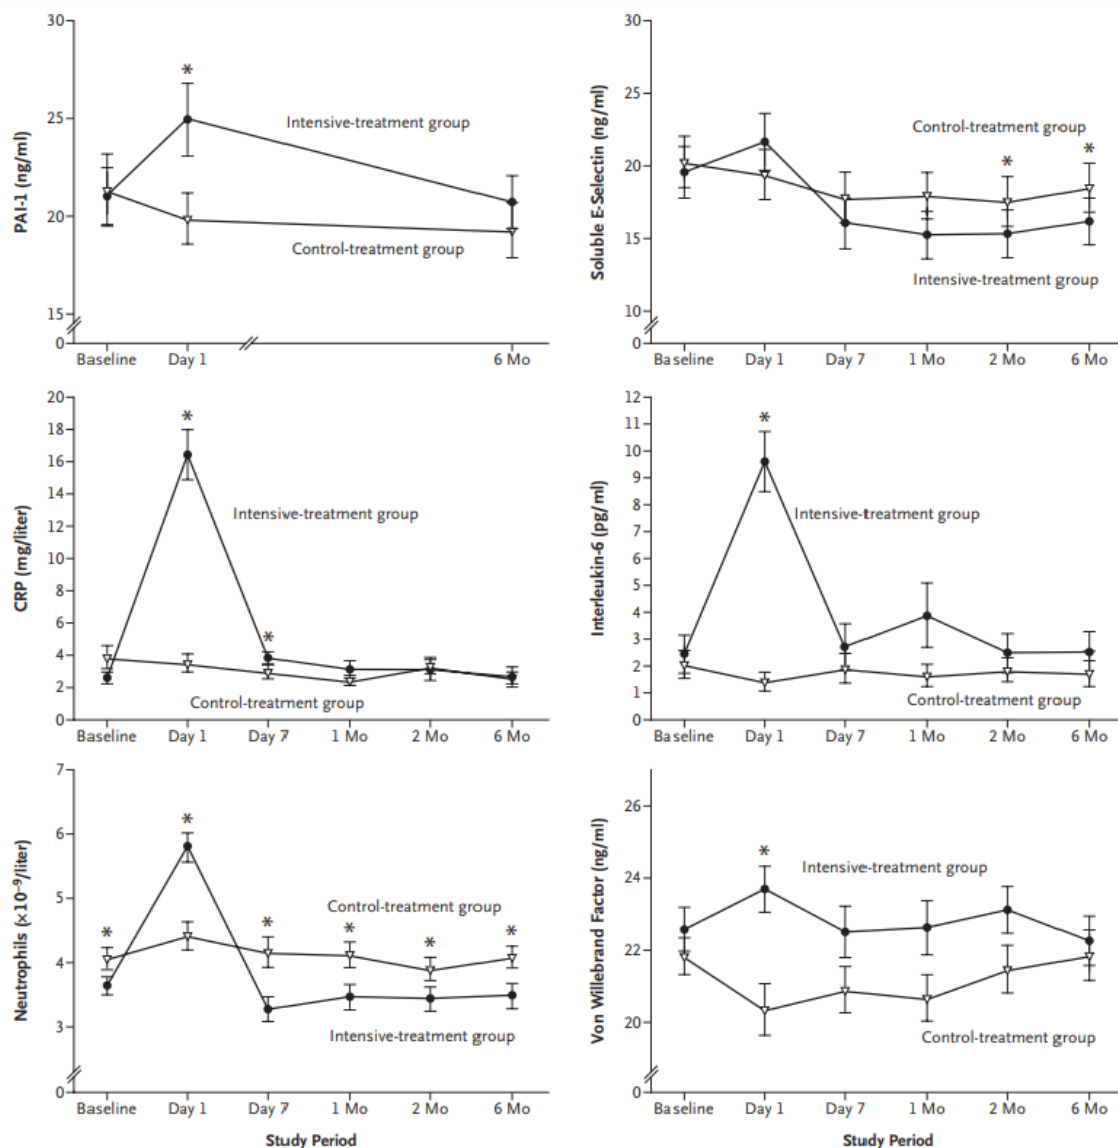 30
25
20
15
0
PAI-1 (ng/ml)
*
Intensive-treatment group
Control-treatment group
Baseline Day 1 6 Mo
30
25
20
15
10
0
Soluble E-Selectin (ng/ml)
Control-treatment group
* *
Intensive-treatment group
Baseline Day 1 Day 7 1 Mo 2 Mo 6 Mo
20
18
16
14
12
10
8
6
4
2
0
CRP (mg/liter)
*
Intensive-treatment group
*
Control-treatment group
Baseline Day 1 Day 7 1 Mo 2 Mo 6 Mo
12
11
10
9
8
7
6
5
4
3
2
1
0
Interleukin-6 (pg/ml)
*
Intensive-treatment group
Control-treatment group
Baseline Day 1 Day 7 1 Mo 2 Mo 6 Mo
7
6
5
4
3
0
Neutrophils (×10⁻⁹/liter)
*
Control-treatment group
* * * * *
Intensive-treatment group
Baseline Day 1 Day 7 1 Mo 2 Mo 6 Mo
Study Period
26
24
22
20
0
Von Willebrand Factor (ng/ml)
*
Intensive-treatment group
Control-treatment group
Baseline Day 1 Day 7 1 Mo 2 Mo 6 Mo
Study Period